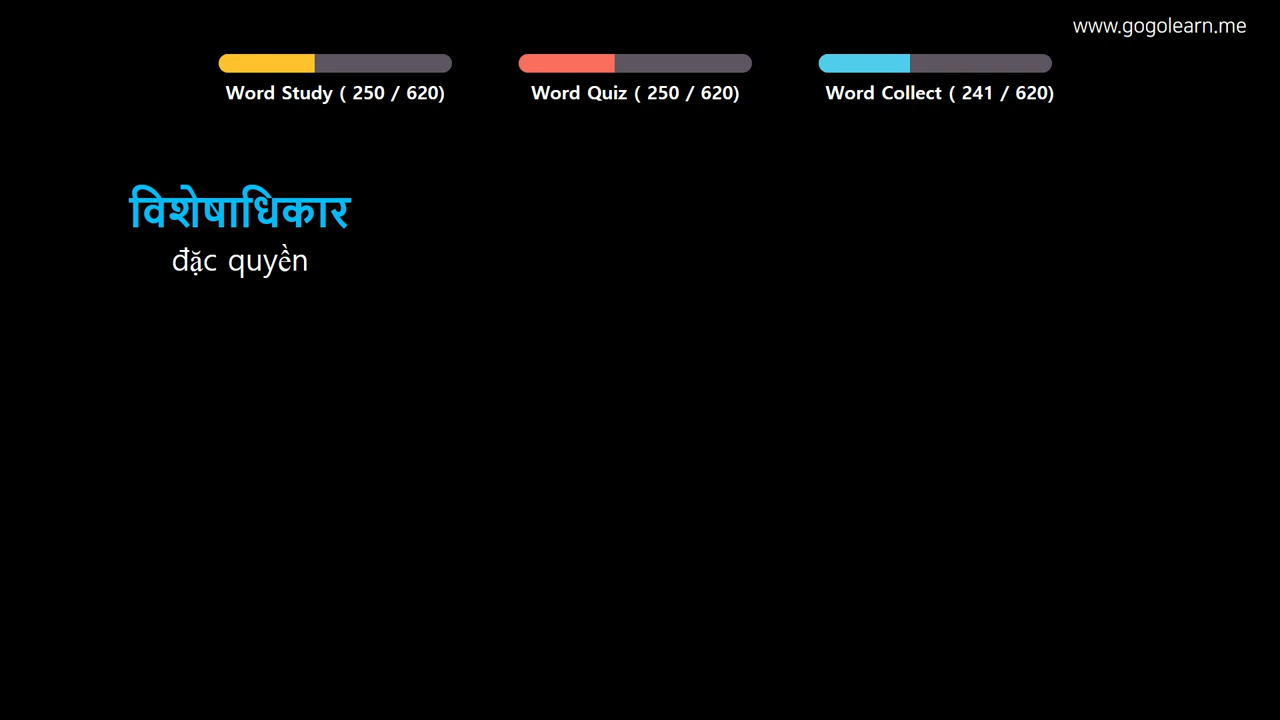 www.gogolearn.me
Word Study ( 250 / 620)
Word Quiz ( 250 / 620)
Word Collect ( 241 / 620)
विशेषाधिकार
đặc quyền